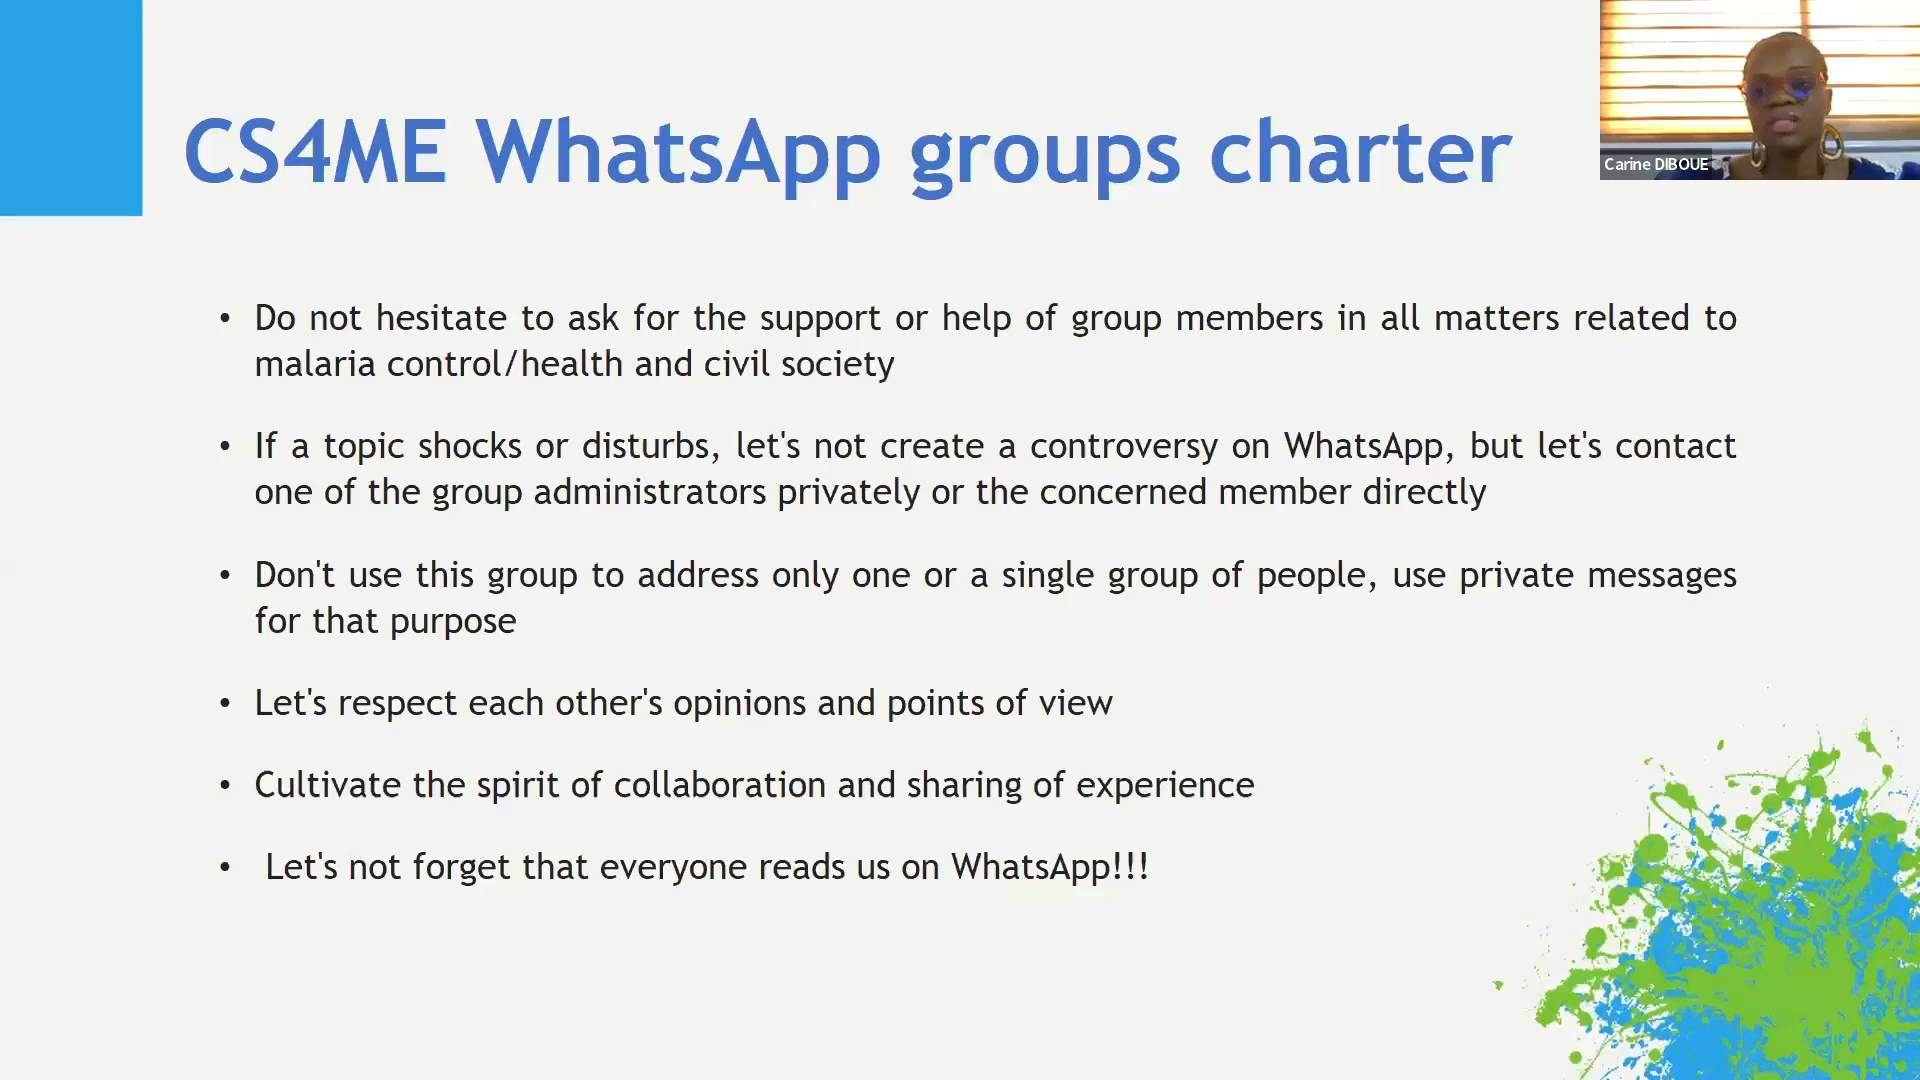 CS4ME WhatsApp groups charter
Carine DIBOUE
• Do not hesitate to ask for the support or help of group members in all matters related to
malaria control/health and civil society
• If a topic shocks or disturbs, let's not create a controversy on WhatsApp, but let's contact
one of the group administrators privately or the concerned member directly
• Don't use this group to address only one or a single group of people, use private messages
for that purpose
• Let's respect each other's opinions and points of view
• Cultivate the spirit of collaboration and sharing of experience
• Let's not forget that everyone reads us on WhatsApp!!!